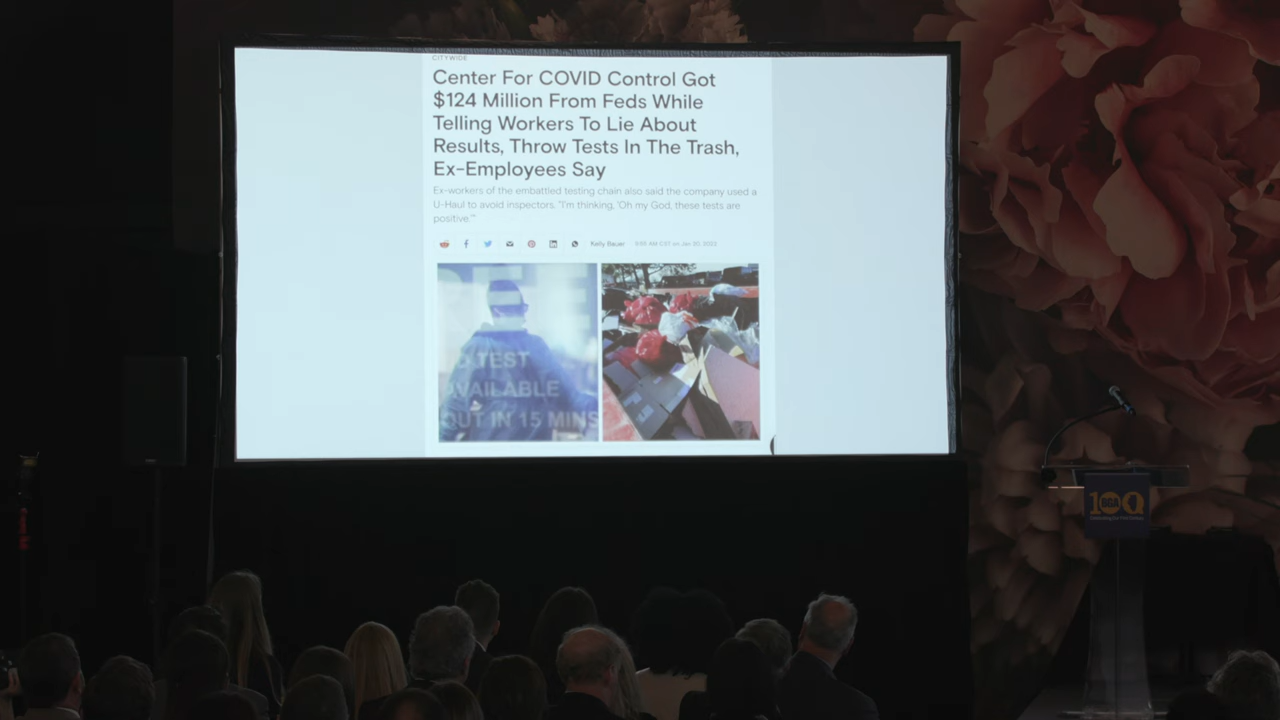 CITYWIDE
Center For COVID Control Got
$124 Million From Feds While
Telling Workers To Lie About
Results, Throw Tests In The Trash,
Ex-Employees Say
Ex-workers of the embattled testing chain also said the company used a
U-Haul to avoid inspectors. "I'm thinking, 'Oh my God, these tests are
positive.'"
Kelly Bauer
TEST
AVAILABLE
OUT IN 15 MINS
100
BGA